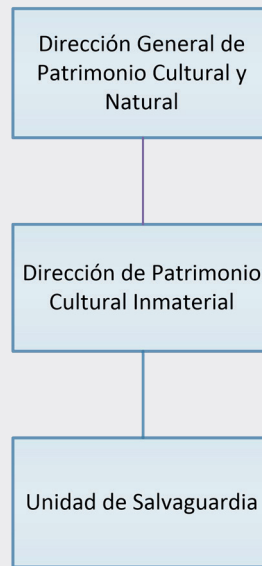 Dirección General de
Patrimonio Cultural y
Natural
Dirección de Patrimonio
Cultural Inmaterial
Unidad de Salvaguardia